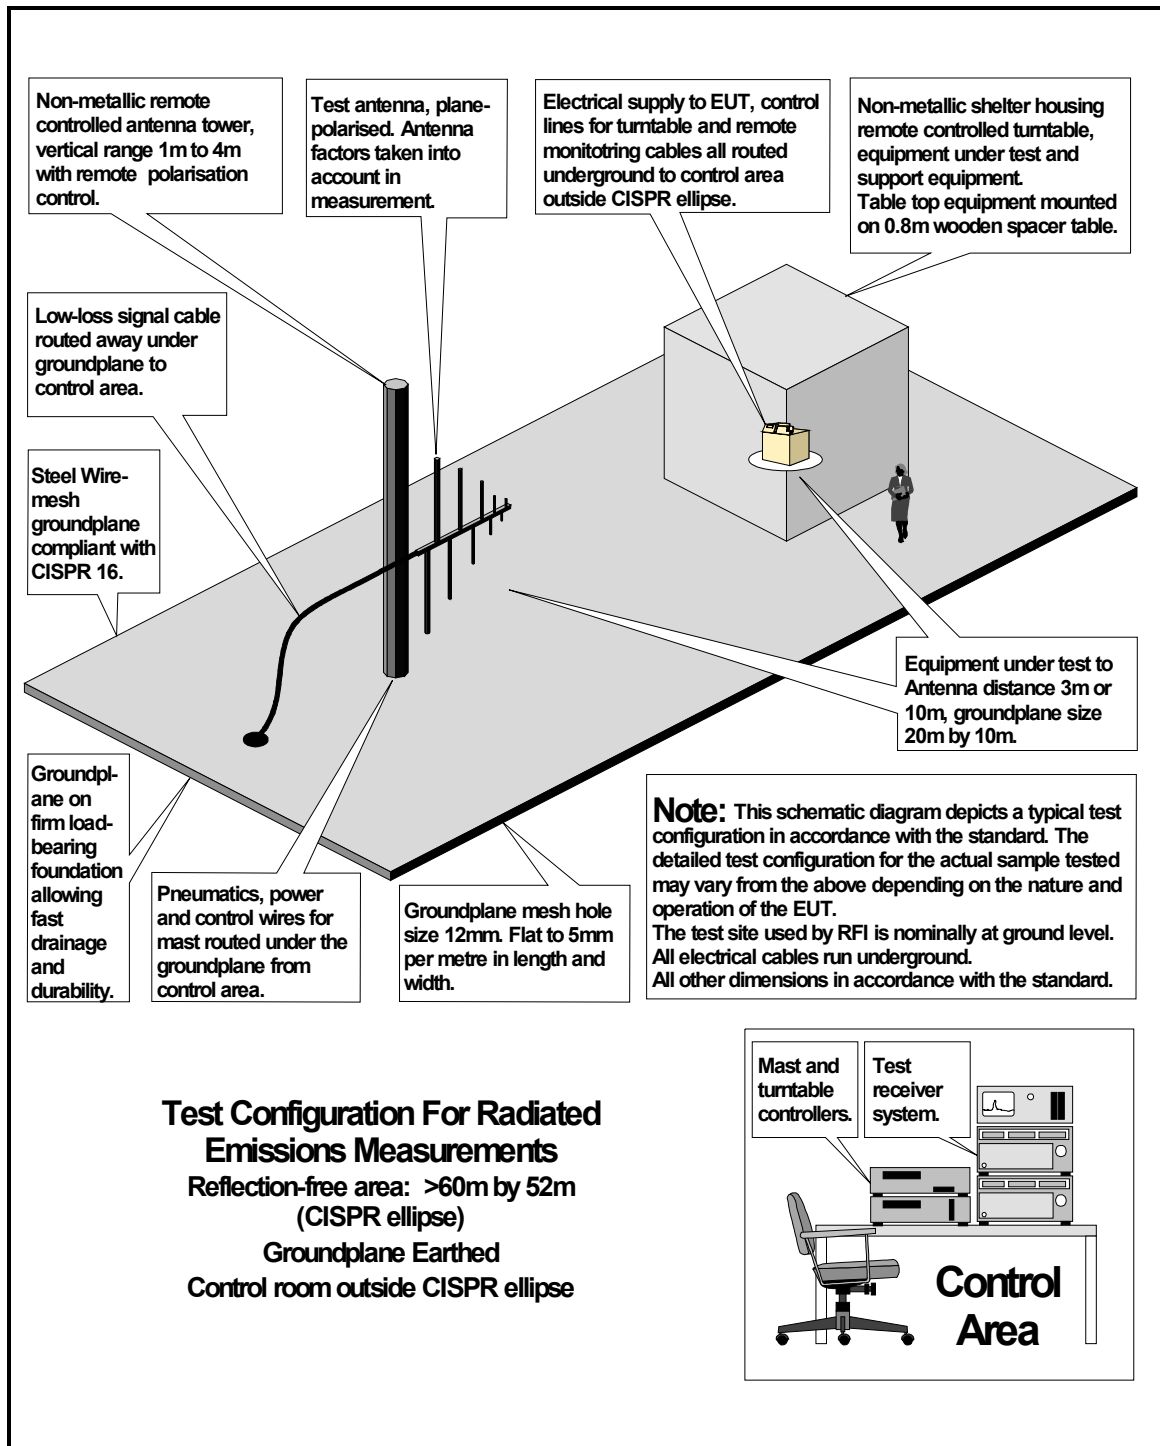 Non-metallic remote
controlled antenna tower,
vertical range 1m to 4m
with remote polarisation
control.
Test antenna, plane-
polarised. Antenna
factors taken into
account in
measurement.
Electrical supply to EUT, control
lines for turntable and remote
monitotring cables all routed
underground to control area
outside CISPR ellipse.
Non-metallic shelter housing
remote controlled turntable,
equipment under test and
support equipment.
Table top equipment mounted
on 0.8m wooden spacer table.
Low-loss signal cable
routed away under
groundplane to
control area.
Steel Wire-
mesh
groundplane
compliant with
CISPR 16.
Equipment under test to
Antenna distance 3m or
10m, groundplane size
20m by 10m.
Groundpl-
ane on
firm load-
bearing
foundation
allowing
fast
drainage
and
durability.
Pneumatics, power
and control wires for
mast routed under the
groundplane from
control area.
Groundplane mesh hole
size 12mm. Flat to 5mm
per metre in length and
width.
Note: This schematic diagram depicts a typical test
configuration in accordance with the standard. The
detailed test configuration for the actual sample tested
may vary from the above depending on the nature and
operation of the EUT.
The test site used by RFI is nominally at ground level.
All electrical cables run underground.
All other dimensions in accordance with the standard.
Test Configuration For Radiated
Emissions Measurements
Reflection-free area: >60m by 52m
(CISPR ellipse)
Groundplane Earthed
Control room outside CISPR ellipse
Mast and
turntable
controllers.
Test
receiver
system.
Control
Area